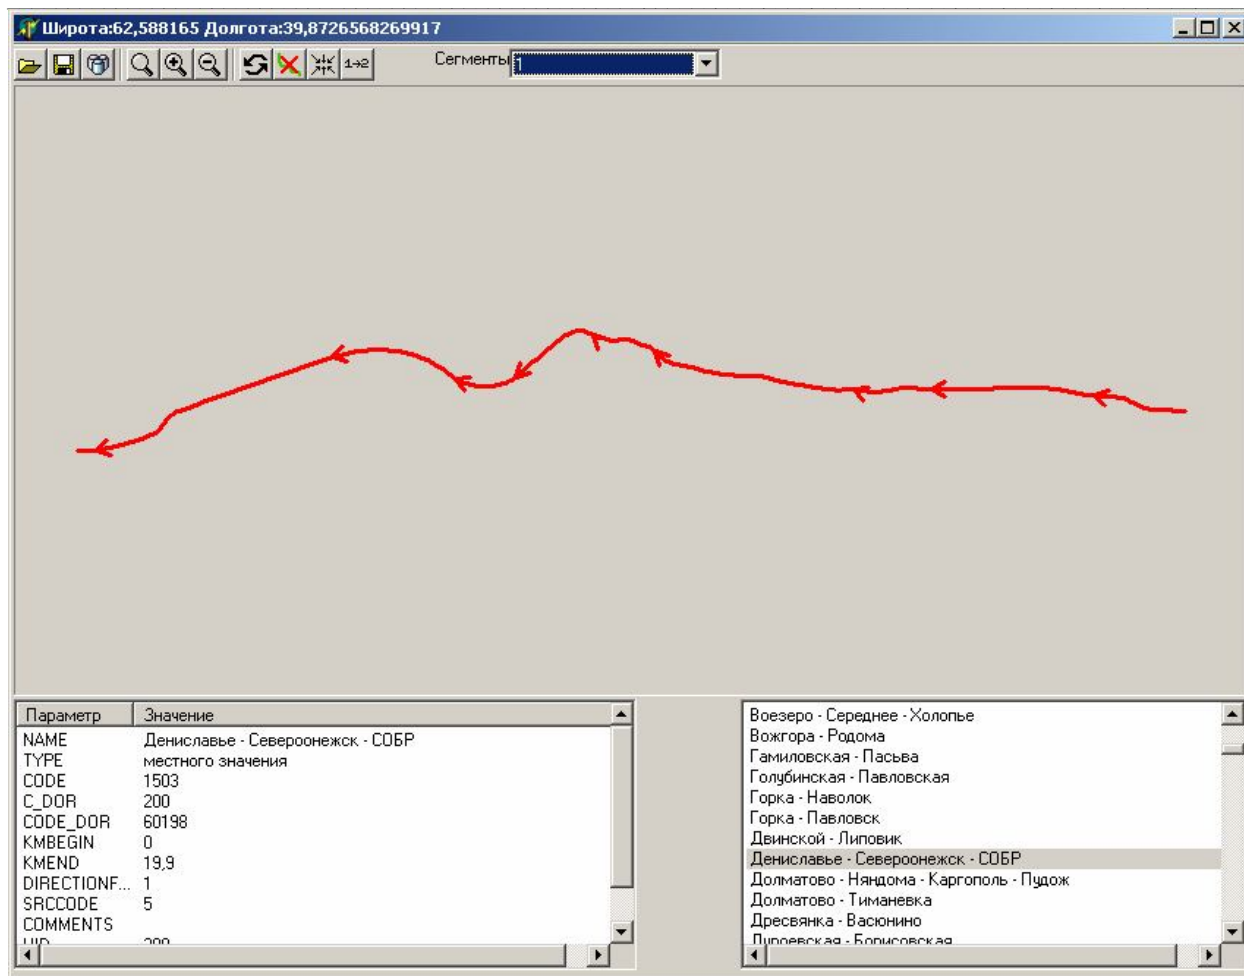 Широта:62,588165 Долгота:39,8726568269917
1→2 Сегменты 1
Параметр Значение
NAME Дениславье - Североонежск - СОБР
TYPE местного значения
CODE 1503
C_DOR 200
CODE_DOR 60198
KMBEGIN 0
KMEND 19,9
DIRECTIONF... 1
SRCCODE 5
COMMENTS
Воезеро - Середнее - Холопье
Вожгора - Родома
Гамиловская - Пасьва
Голубинская - Павловская
Горка - Наволок
Горка - Павловск
Двинской - Липовик
Дениславье - Североонежск - СОБР
Долматово - Няндома - Каргополь - Пудож
Долматово - Тиманевка
Дресвянка - Васюнино